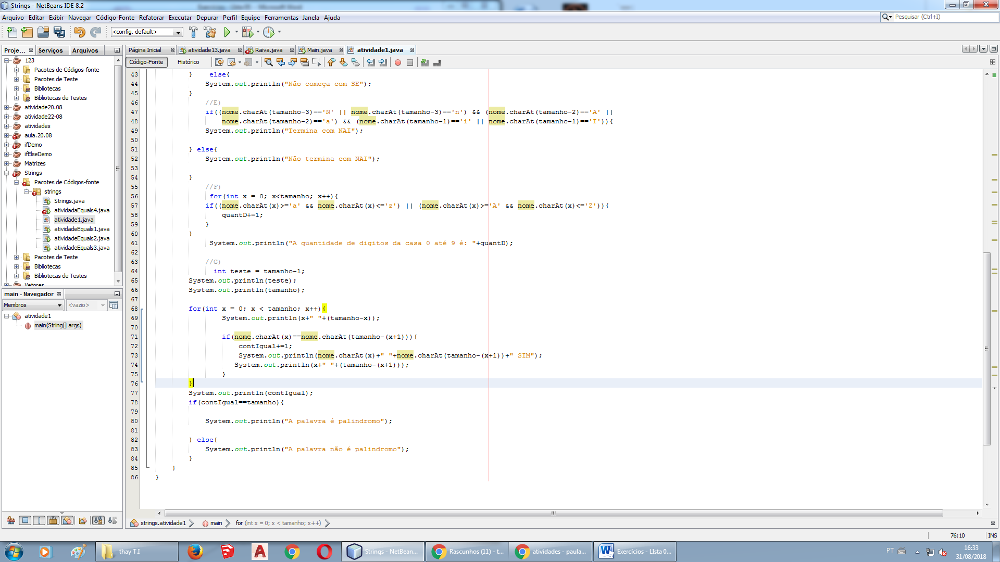 Strings - NetBeans IDE 8.2
Arquivo Editar Exibir Navegar Código-Fonte Refatorar Executar Depurar Perfil Equipe Ferramentas Janela Ajuda
Pesquisar (Ctrl+I)
<config. default>
Proje... Serviços Arquivos
Página Inicial atividade13.java Raiva.java Main.java atividade1.java
Código-Fonte Histórico
123
Pacotes de Códigos-fonte
Pacotes de Teste
Bibliotecas
Bibliotecas de Testes
atividade20.08
atividade22-08
atividades
aula.20.08
ifDemo
ifElseDemo
Matrizes
Strings
Pacotes de Códigos-fonte
strings
Strings.java
atividadaEquals4.java
atividade1.java
atividadeEquals1.java
atividadeEquals2.java
atividadeEquals3.java
Pacotes de Teste
Bibliotecas
Bibliotecas de Testes
Vetores
main - Navegador
Membros <vazio>
atividade1
main(String[] args)
43 } else{
44 System.out.println("Não começa com SE");
45 }
46 //E)
47 if((nome.charAt(tamanho-3)=='N' || nome.charAt(tamanho-3)=='n') && (nome.charAt(tamanho-2)=='A' ||
48 nome.charAt(tamanho-2)=='a') && (nome.charAt(tamanho-1)=='i' || nome.charAt(tamanho-1)=='I')){
49 System.out.println("Termina com NAI");
50
51 } else{
52 System.out.println("Não termina com NAI");
53
54 }
55 //F)
56 for(int x = 0; x<tamanho; x++){
57 if((nome.charAt(x)>='a' && nome.charAt(x)<='z') || (nome.charAt(x)>='A' && nome.charAt(x)<='Z')){
58 quantD+=1;
59 }
60 }
61 System.out.println("A quantidade de digitos da casa 0 até 9 é: "+quantD);
62
63 //G)
64 int teste = tamanho-1;
65 System.out.println(teste);
66 System.out.println(tamanho);
67
68 for(int x = 0; x < tamanho; x++){
69 System.out.println(x+" "+(tamanho-x));
70
71 if(nome.charAt(x)==nome.charAt(tamanho-(x+1))){
72 contIgual+=1;
73 System.out.println(nome.charAt(x)+" "+nome.charAt(tamanho-(x+1))+" SIM");
74 System.out.println(x+" "+(tamanho-(x+1)));
75 }
76 }
77 System.out.println(contIgual);
78 if(contIgual==tamanho){
79
80 System.out.println("A palavra é palindromo");
81
82 } else{
83 System.out.println("A palavra não é palindromo");
84 }
85 }
86 }
strings.atividade1 main for (int x = 0; x < tamanho; x++)
76:10 INS
thay T.I
Strings - NetBean...
Rascunhos (11) - t...
atividades - paula...
Exercícios - LIsta 0...
PT
16:33
31/08/2018